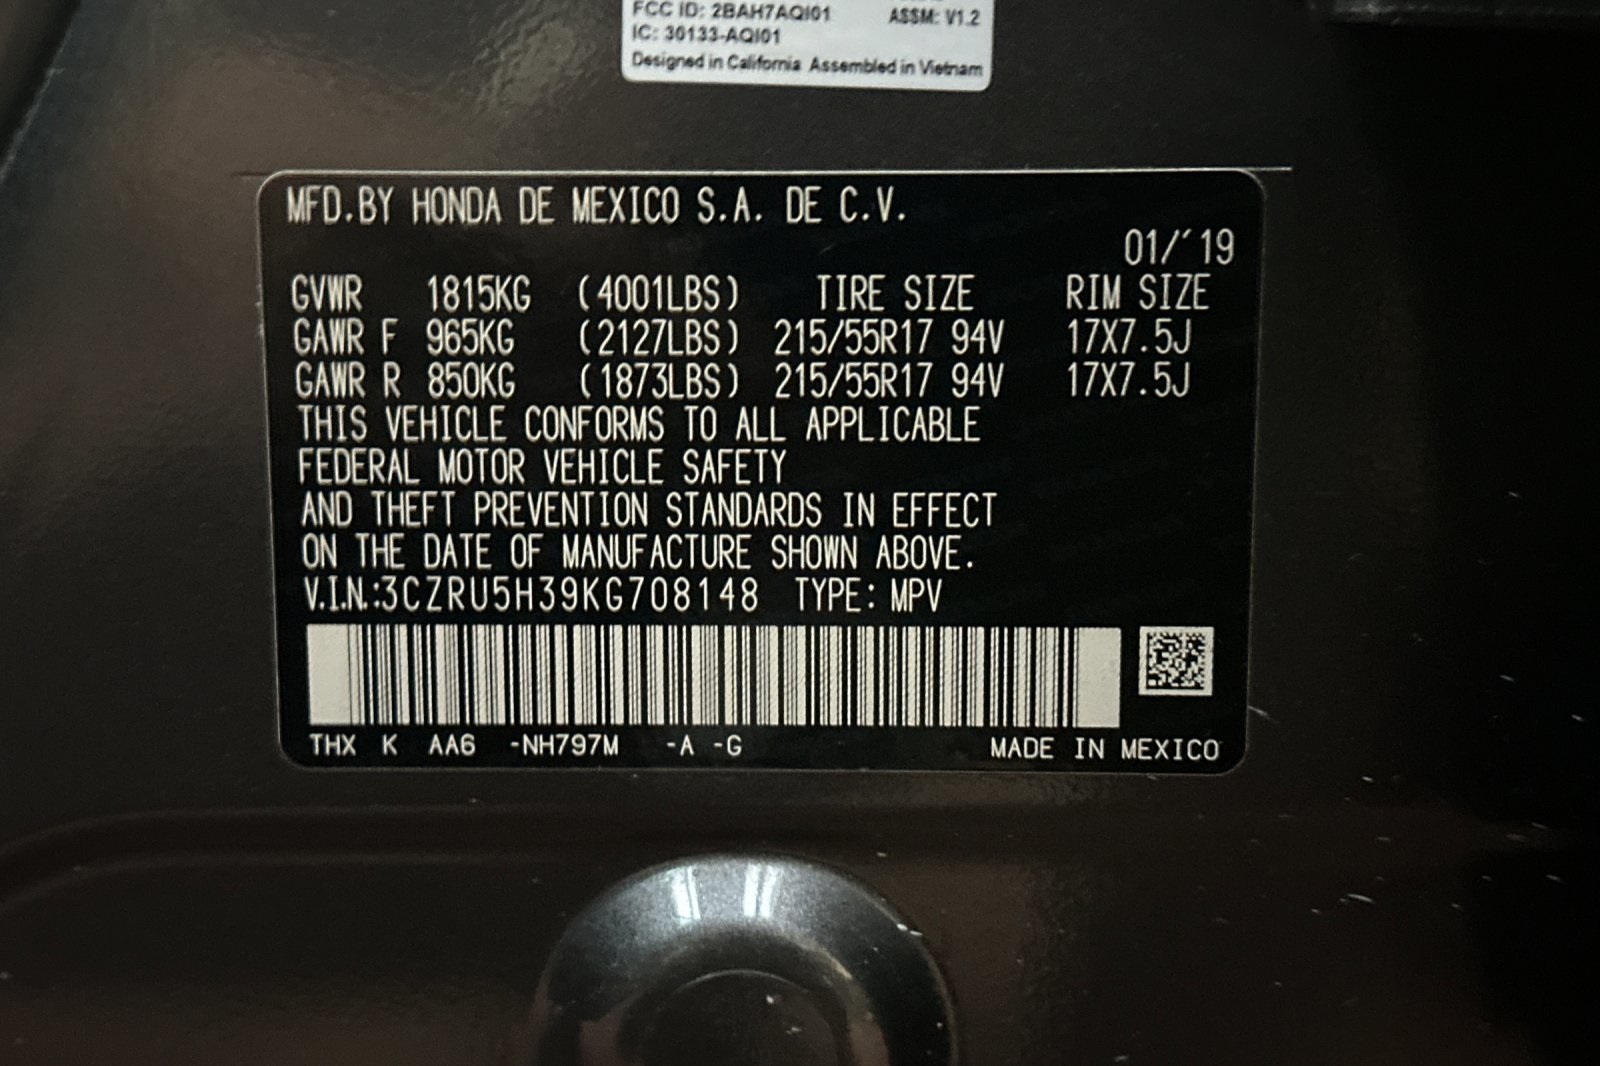 FCC ID: 2BAH7AQI01 ASSM: V1.2
IC: 30133-AQI01
Designed in California Assembled in Vietnam
MFD.BY HONDA DE MEXICO S.A. DE C.V.
01/´19
GVWR 1815KG (4001LBS) TIRE SIZE RIM SIZE
GAWR F 965KG (2127LBS) 215/55R17 94V 17X7.5J
GAWR R 850KG (1873LBS) 215/55R17 94V 17X7.5J
THIS VEHICLE CONFORMS TO ALL APPLICABLE
FEDERAL MOTOR VEHICLE SAFETY
AND THEFT PREVENTION STANDARDS IN EFFECT
ON THE DATE OF MANUFACTURE SHOWN ABOVE.
V.I.N.:3CZRU5H39KG708148 TYPE: MPV
THX K AA6 -NH797M -A -G MADE IN MEXICO